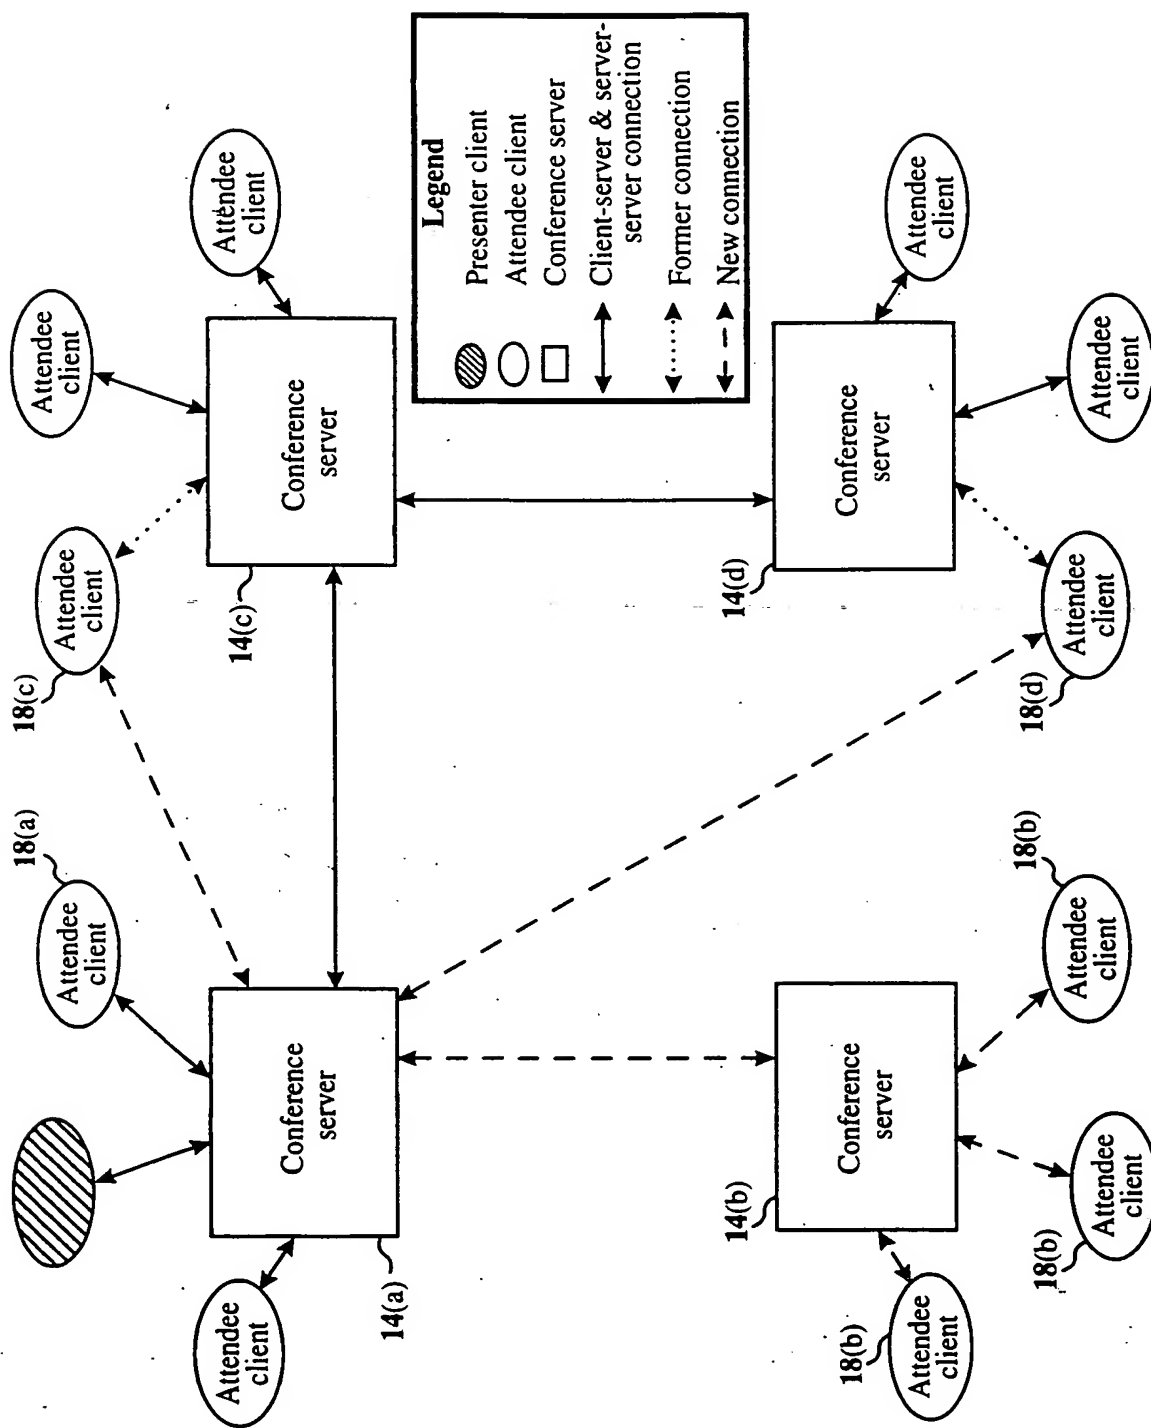 Attendee
client
Conference
server
14(a)
Attendee
client
18(a)
Attendee
client
18(c)
Attendee
client
Attendee
client
Conference
server
14(c)
Attendee
client
18(b)
Conference
server
14(b)
Attendee
client
18(b)
Attendee
client
18(b)
Attendee
client
18(d)
Conference
server
14(d)
Attendee
client
Attendee
client
Legend
Presenter client
Attendee client
Conference server
Client-server & server-
server connection
Former connection
New connection